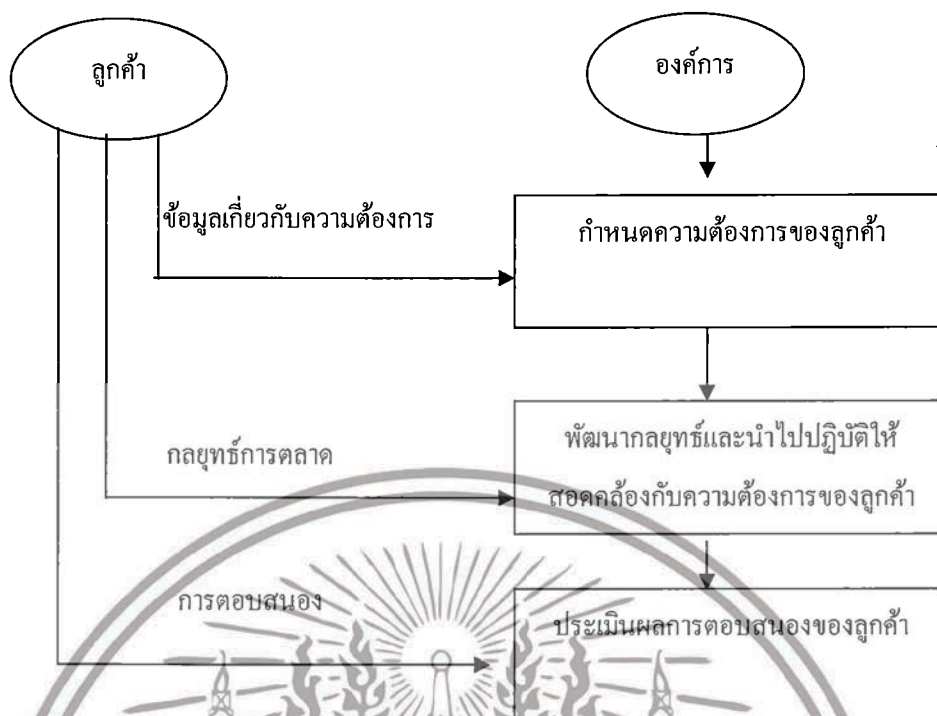 ลูกค้า
องค์การ
ข้อมูลเกี่ยวกับความต้องการ
กำหนดความต้องการของลูกค้า
กลยุทธ์การตลาด
พัฒนากลยุทธ์และนำไปปฏิบัติให้
สอดคล้องกับความต้องการของลูกค้า
การตอบสนอง
ประเมินผลการตอบสนองของลูกค้า